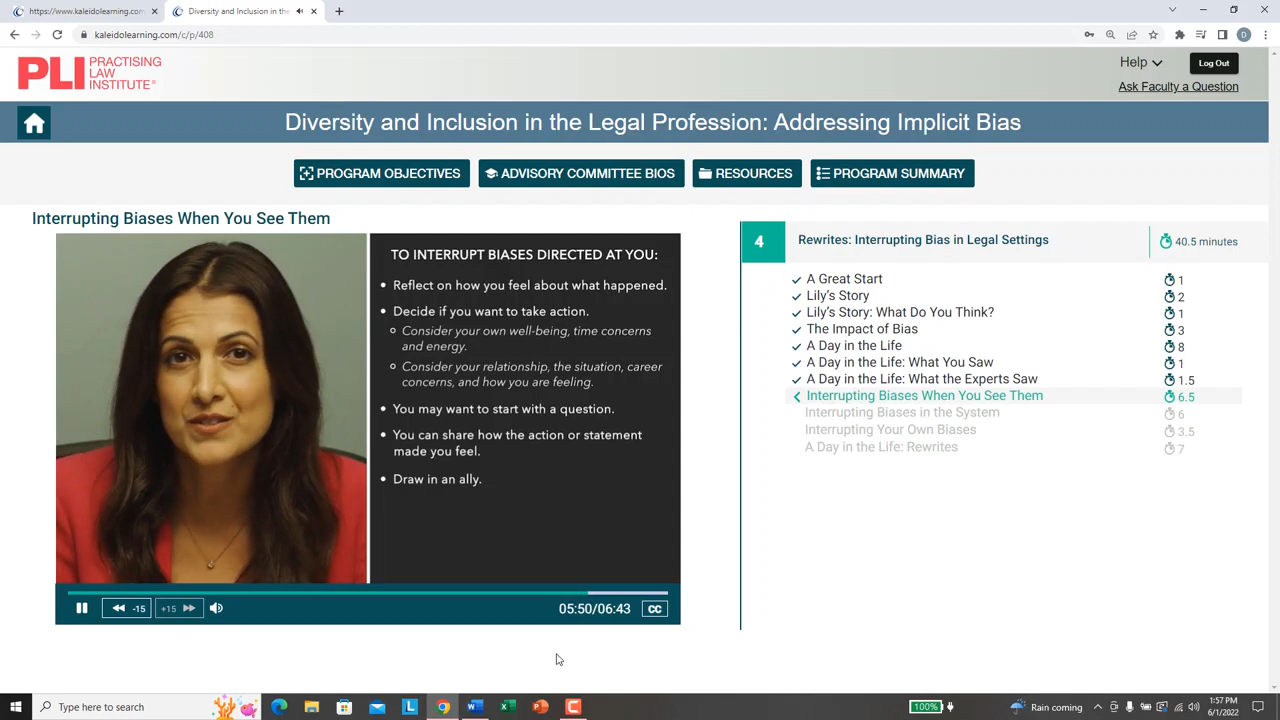 https://www.kaleidolearning.com/c
Diversity and Inclusion in the
kaleidolearning.com/c/p/408
D
PLI PRACTISING
LAW
INSTITUTE®
Help
Log Out
Ask Faculty a Question
Diversity and Inclusion in the Legal Profession: Addressing Implicit Bias
PROGRAM OBJECTIVES
ADVISORY COMMITTEE BIOS
RESOURCES
PROGRAM SUMMARY
Interrupting Biases When You See Them
TO INTERRUPT BIASES DIRECTED AT YOU:
• Reflect on how you feel about what happened.
• Decide if you want to take action.
Consider your own well-being, time concerns
and energy.
Consider your relationship, the situation, career
concerns, and how you are feeling.
• You may want to start with a question.
• You can share how the action or statement
made you feel.
• Draw in an ally.
-15
+15
05:50/06:43
CC
4
Rewrites: Interrupting Bias in Legal Settings
40.5 minutes
A Great Start 1
Lily's Story 2
Lily's Story: What Do You Think? 1
The Impact of Bias 3
A Day in the Life 8
A Day in the Life: What You Saw 1
A Day in the Life: What the Experts Saw 1.5
Interrupting Biases When You See Them 6.5
Interrupting Biases in the System 6
Interrupting Your Own Biases 3.5
A Day in the Life: Rewrites 7
Type here to search
L
100%
Rain coming
1:57 PM
6/1/2022